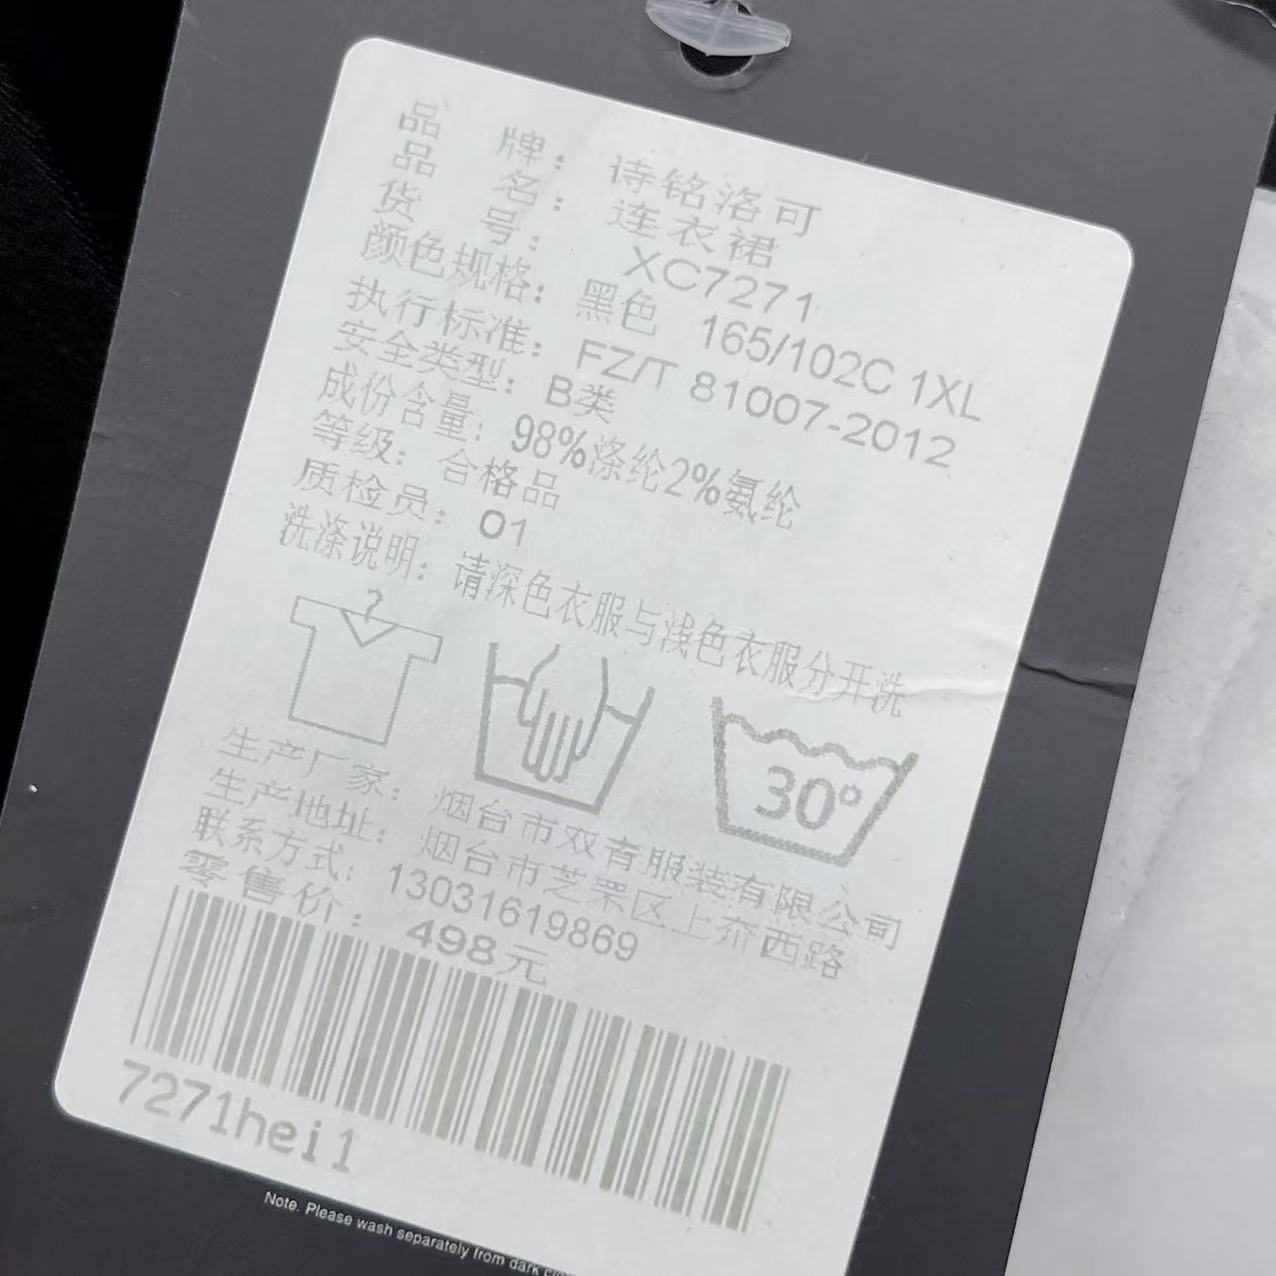 品 牌： 诗铭洛可
品 名： 连衣裙
货 号： XC7271
颜色规格： 黑色 165/102C 1XL
执行标准： FZ/T 81007-2012
安全类型： B类
成份含量： 98%涤纶2%氨纶
等级： 合格品
质检员： 01
洗涤说明： 请深色衣服与浅色衣服分开洗
30°
生产厂家： 烟台市双青服装有限公司
生产地址： 烟台市芝罘区上夼西路
联系方式： 13031619869
零售价： 498元
7271hei1
Note. Please wash separately from dark